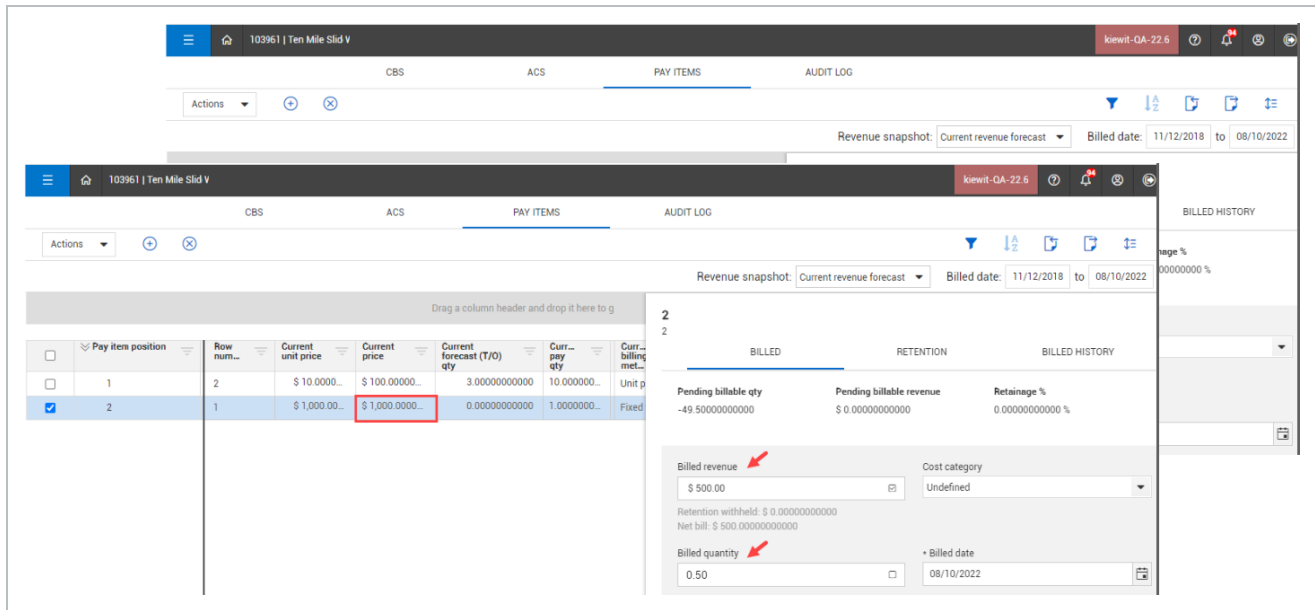 103961 | Ten Mile Slid V
kiewit-QA-22.6
94
CBS
ACS
PAY ITEMS
AUDIT LOG
Actions
Revenue snapshot: Current revenue forecast
Billed date: 11/12/2018 to 08/10/2022
BILLED HISTORY
nage %
00000000 %
103961 | Ten Mile Slid V
kiewit-QA-22.6
94
CBS
ACS
PAY ITEMS
AUDIT LOG
Actions
Revenue snapshot: Current revenue forecast
Billed date: 11/12/2018 to 08/10/2022
Drag a column header and drop it here to g
Pay item position
Row num...
Current unit price
Current price
Current forecast (T/O) qty
Curr... pay qty
Curr... billing met...
1 2 $ 10.0000... $ 100.00000... 3.00000000000 10.000000... Unit p
2 1 $ 1,000.00... $ 1,000.0000... 0.00000000000 1.0000000... Fixed
2
2
BILLED
RETENTION
BILLED HISTORY
Pending billable qty
Pending billable revenue
Retainage %
-49.50000000000
$ 0.00000000000
0.00000000000 %
Billed revenue
Cost category
$ 500.00
Undefined
Retention withheld: $ 0.00000000000
Net bill: $ 500.00000000000
Billed quantity
• Billed date
0.50
08/10/2022